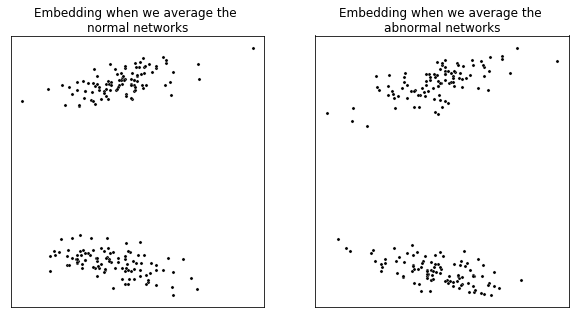 Embedding when we average the
normal networks
Embedding when we average the
abnormal networks